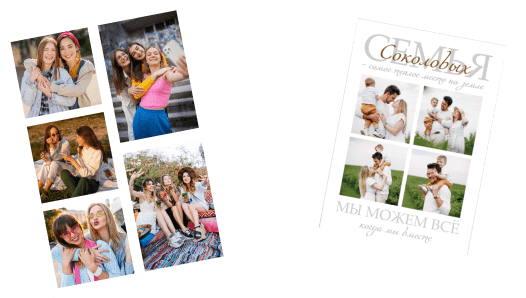 СЕМЬЯ
Соколовых
- самое теплое место на земле
МЫ МОЖЕМ ВСЁ
когда мы вместе